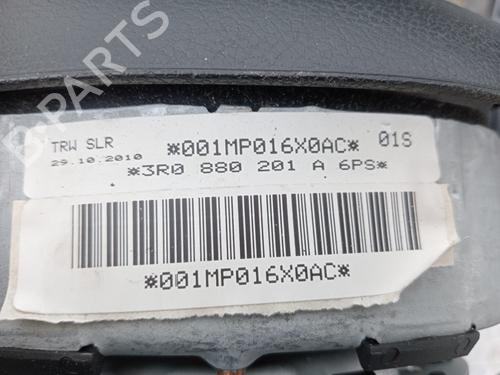 B-PARTS
TRW SLR *001MP016X0AC* 01S
29.10.2010
*3R0 880 201 A 6PS*
*001MP016X0AC*